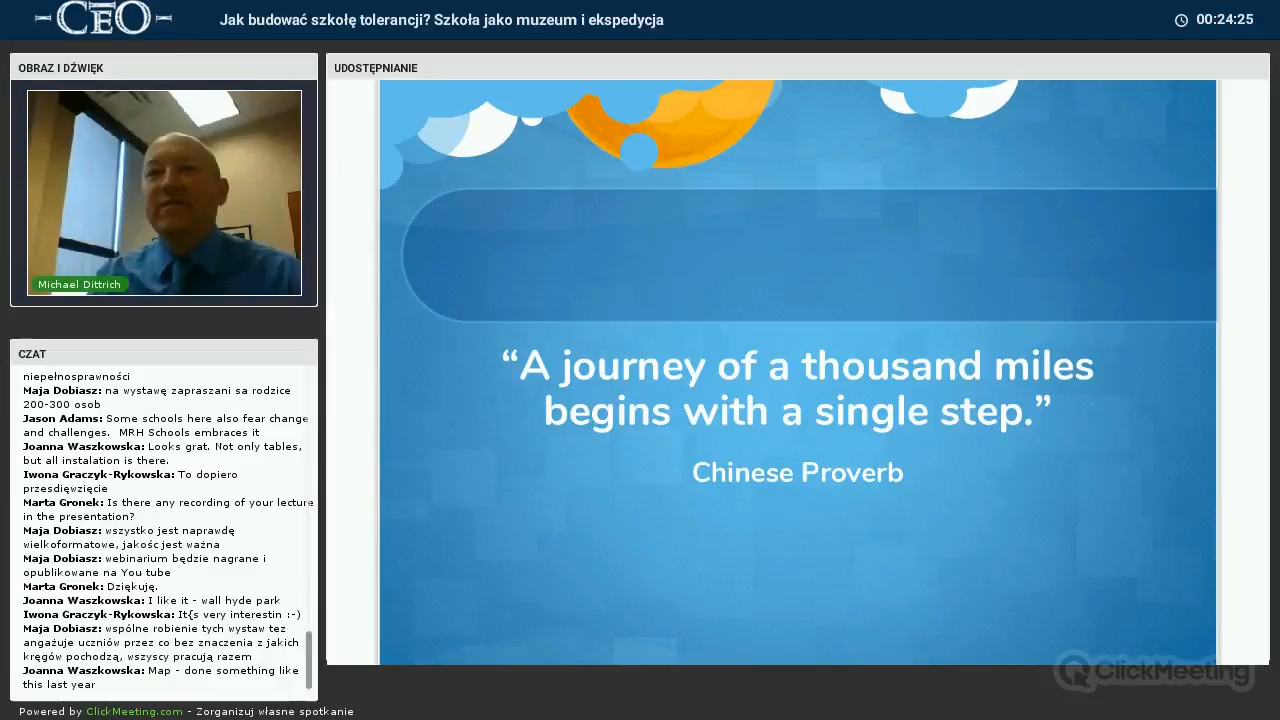 CEO
Jak budować szkołę tolerancji? Szkoła jako muzeum i ekspedycja
00:24:25
OBRAZ I DŹWIĘK
Michael Dittrich
CZAT
niepełnosprawności
Maja Dobiasz: na wystawę zapraszani sa rodzice
200-300 osob
Jason Adams: Some schools here also fear change
and challenges. MRH Schools embraces it
Joanna Waszkowska: Looks grat. Not only tables,
but all instalation is there.
Iwona Graczyk-Rykowska: To dopiero
przesdięwzięcie
Marta Gronek: Is there any recording of your lecture
in the presentation?
Maja Dobiasz: wszystko jest naprawdę
wielkoformatowe, jakośc jest ważna
Maja Dobiasz: webinarium będzie nagrane i
opublikowane na You tube
Marta Gronek: Dziękuję.
Joanna Waszkowska: I like it - wall hyde park
Iwona Graczyk-Rykowska: It{s very interestin :-)
Maja Dobiasz: wspólne robienie tych wystaw tez
angażuje uczniów przez co bez znaczenia z jakich
kręgów pochodzą, wszyscy pracują razem
Joanna Waszkowska: Map - done something like
this last year
UDOSTĘPNIANIE
“A journey of a thousand miles
begins with a single step.”
Chinese Proverb
ClickMeeting
Powered by ClickMeeting.com - Zorganizuj własne spotkanie